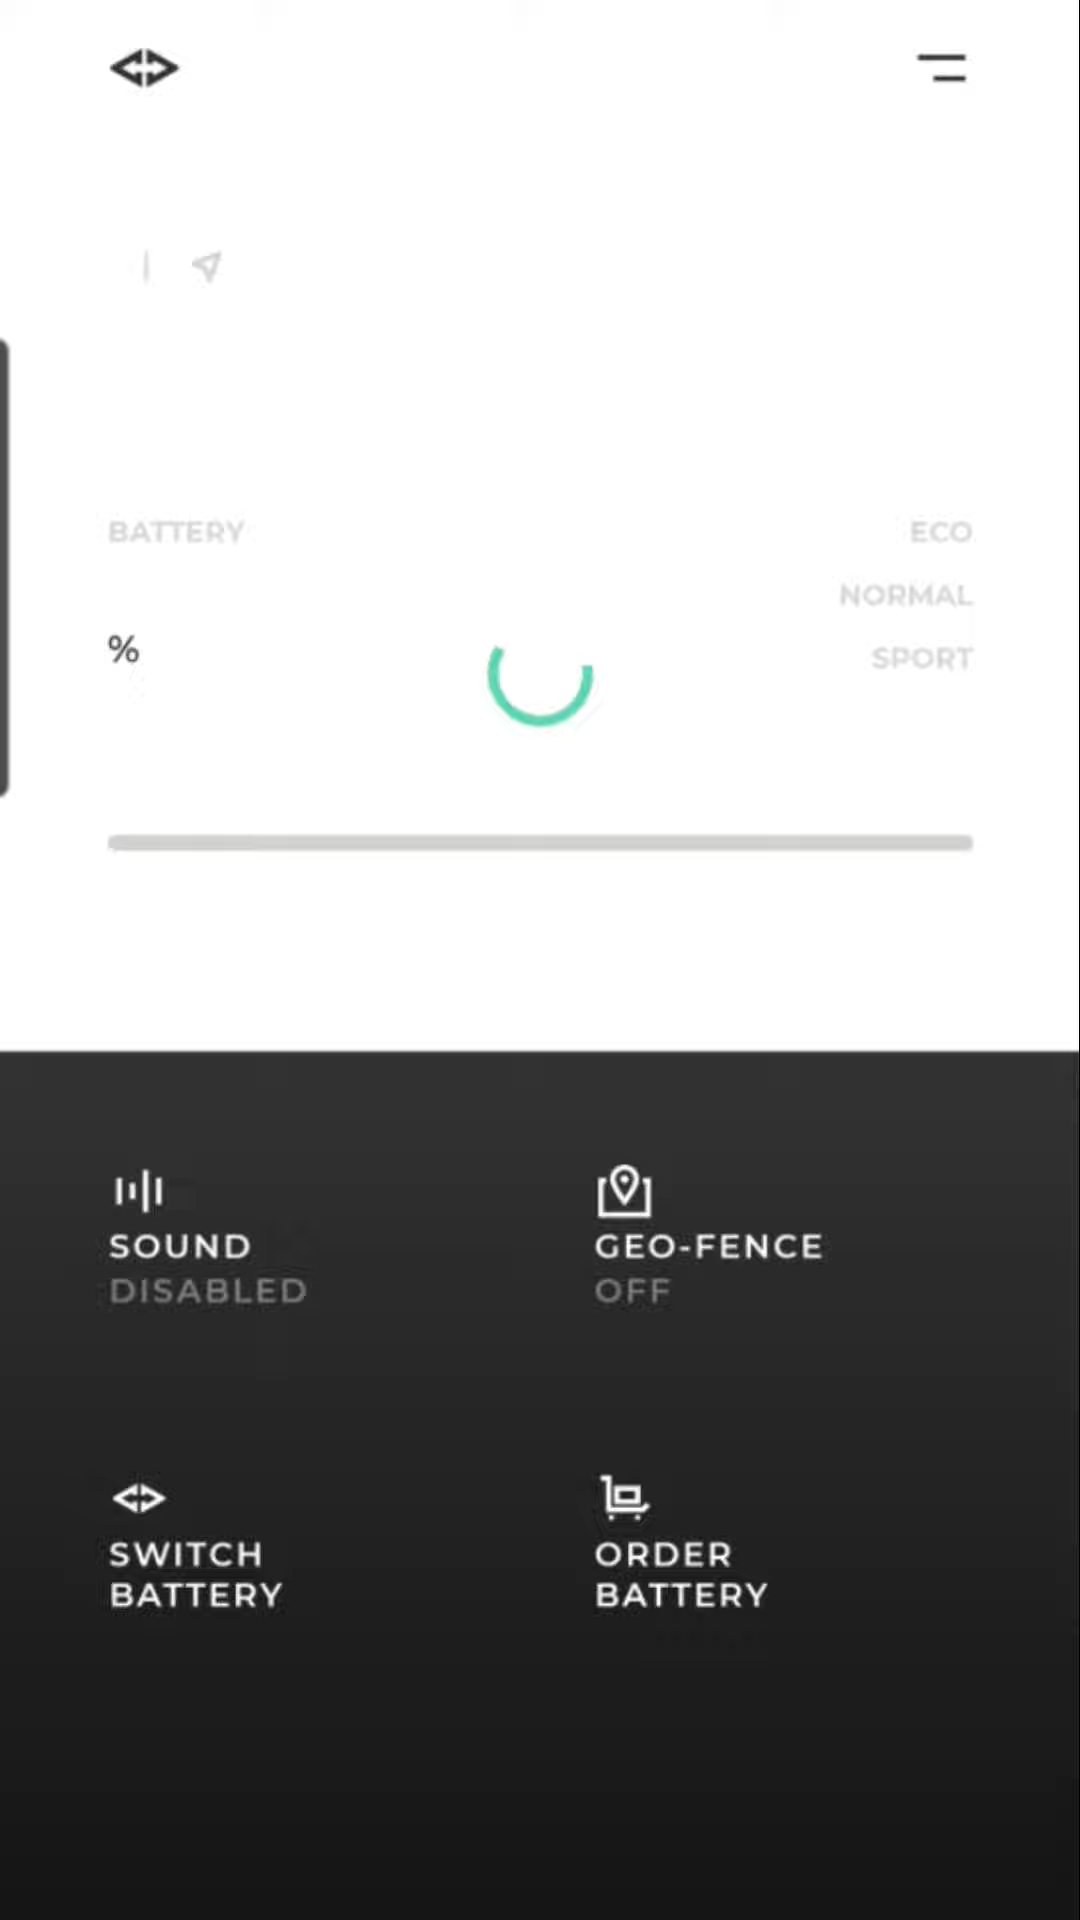 BATTERY
ECO
NORMAL
%
SPORT
SOUND
DISABLED
GEO-FENCE
OFF
SWITCH
BATTERY
ORDER
BATTERY